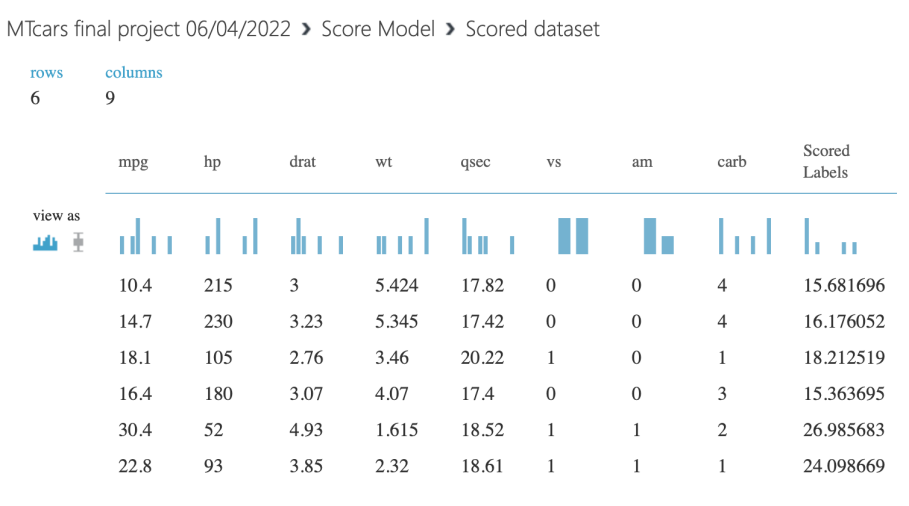 MTcars final project 06/04/2022 › Score Model › Scored dataset
rows columns
6 9
mpg hp drat wt qsec vs am carb Scored Labels
view as
10.4 215 3 5.424 17.82 0 0 4 15.681696
14.7 230 3.23 5.345 17.42 0 0 4 16.176052
18.1 105 2.76 3.46 20.22 1 0 1 18.212519
16.4 180 3.07 4.07 17.4 0 0 3 15.363695
30.4 52 4.93 1.615 18.52 1 1 2 26.985683
22.8 93 3.85 2.32 18.61 1 1 1 24.098669